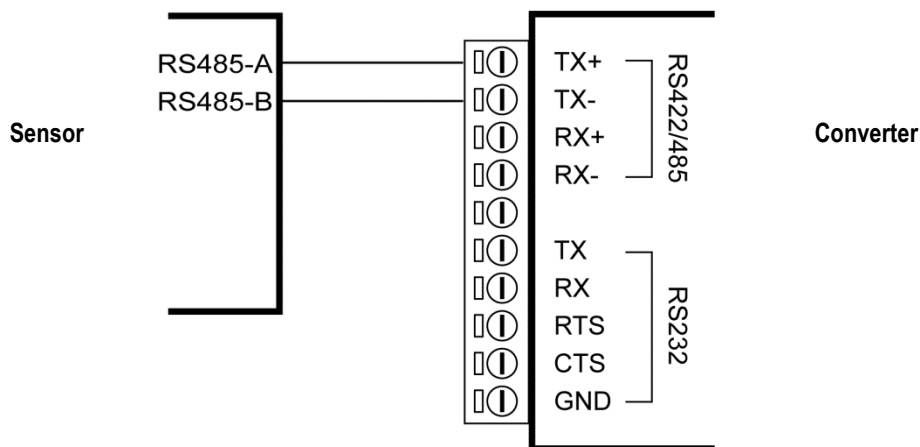 RS485-A
RS485-B
Sensor
TX+
TX-
RX+
RX-
RS422/485
TX
RX
RTS
CTS
GND
RS232
Converter